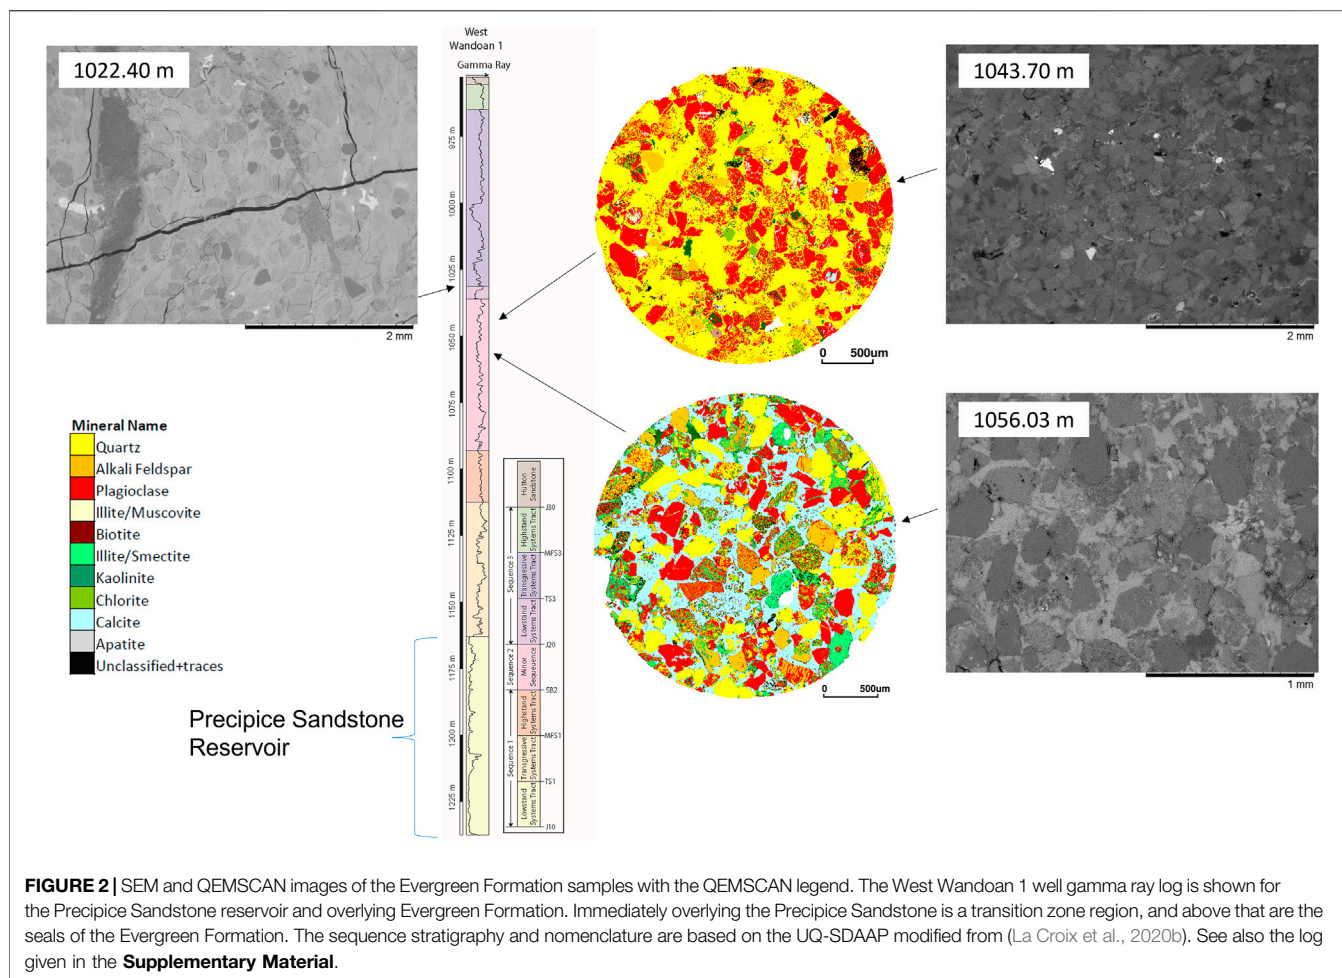 West
Wandoan 1
Gamma Ray
1022.40 m
2 mm
975 m
1000 m
1025 m
1050 m
1075 m
1100 m
1125 m
1150 m
1175 m
1200 m
1225 m
0 500um
1043.70 m
2 mm
0 500um
1056.03 m
1 mm
Mineral Name
Quartz
Alkali Feldspar
Plagioclase
Illite/Muscovite
Biotite
Illite/Smectite
Kaolinite
Chlorite
Calcite
Apatite
Unclassified+traces
Precipice Sandstone
Reservoir
Hutton
Sandstone
J30
Sequence 3
Highstand
Systems Tract
MFS3
Transgressive
Systems Tract
TS3
Lowstand
Systems Tract
J20
Sequence 2
Minor
Sequeuence
SB2
Sequence 1
Highstand
Systems Tract
MFS1
Transgressive
Systems Tract
TS1
Lowstand
Systems Tract
J10
FIGURE 2 | SEM and QEMSCAN images of the Evergreen Formation samples with the QEMSCAN legend. The West Wandoan 1 well gamma ray log is shown for
the Precipice Sandstone reservoir and overlying Evergreen Formation. Immediately overlying the Precipice Sandstone is a transition zone region, and above that are the
seals of the Evergreen Formation. The sequence stratigraphy and nomenclature are based on the UQ-SDAAP modified from (La Croix et al., 2020b). See also the log
given in the Supplementary Material.